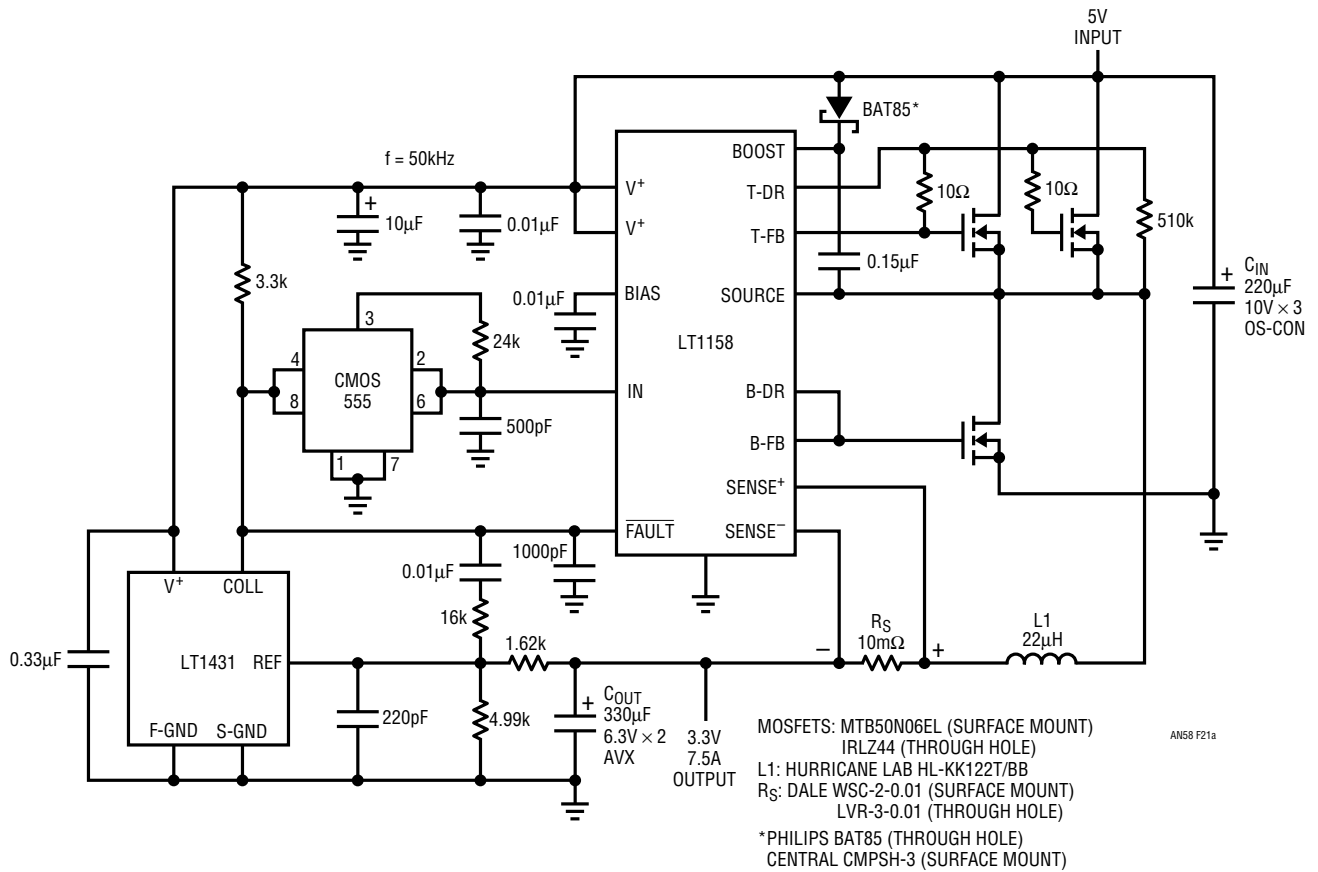 5V
INPUT
BAT85*
f = 50kHz
BOOST
V+
T-DR
10Ω
10Ω
510k
10µF
0.01µF
V+
T-FB
+
+
0.15µF
CIN
220µF
10V × 3
OS-CON
3.3k
0.01µF
BIAS
SOURCE
3
24k
LT1158
4
2
CMOS
555
8
6
IN
B-DR
500pF
B-FB
1
7
SENSE+
FAULT
SENSE–
1000pF
0.01µF
V+
COLL
16k
RS
10mΩ
L1
22µH
1.62k
–
+
0.33µF
LT1431
REF
COUT
330µF
6.3V × 2
AVX
+
220pF
4.99k
F-GND
S-GND
3.3V
7.5A
OUTPUT
MOSFETS: MTB50N06EL (SURFACE MOUNT)
IRLZ44 (THROUGH HOLE)
L1: HURRICANE LAB HL-KK122T/BB
RS: DALE WSC-2-0.01 (SURFACE MOUNT)
LVR-3-0.01 (THROUGH HOLE)
*PHILIPS BAT85 (THROUGH HOLE)
CENTRAL CMPSH-3 (SURFACE MOUNT)
AN58 F21a